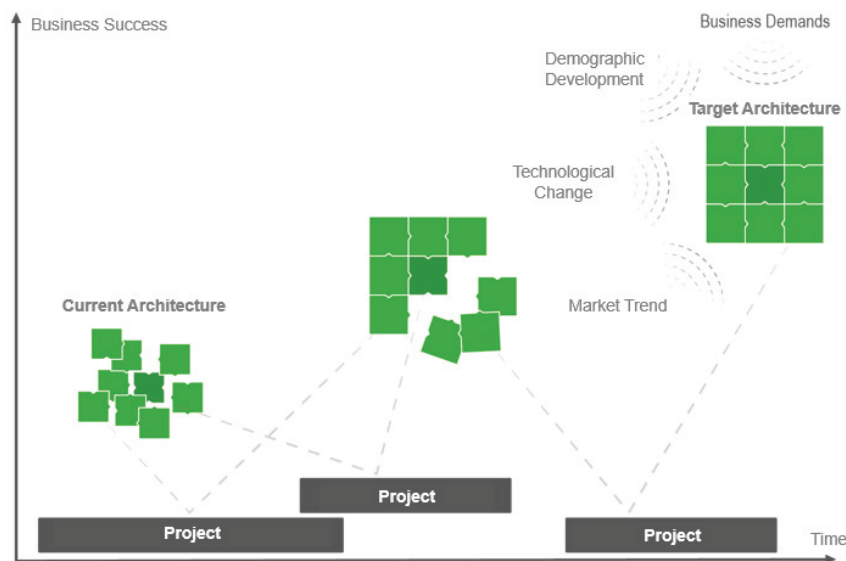 Business Success
Business Demands
Demographic
Development
Target Architecture
Technological
Change
Market Trend
Current Architecture
Project
Project
Project
Time